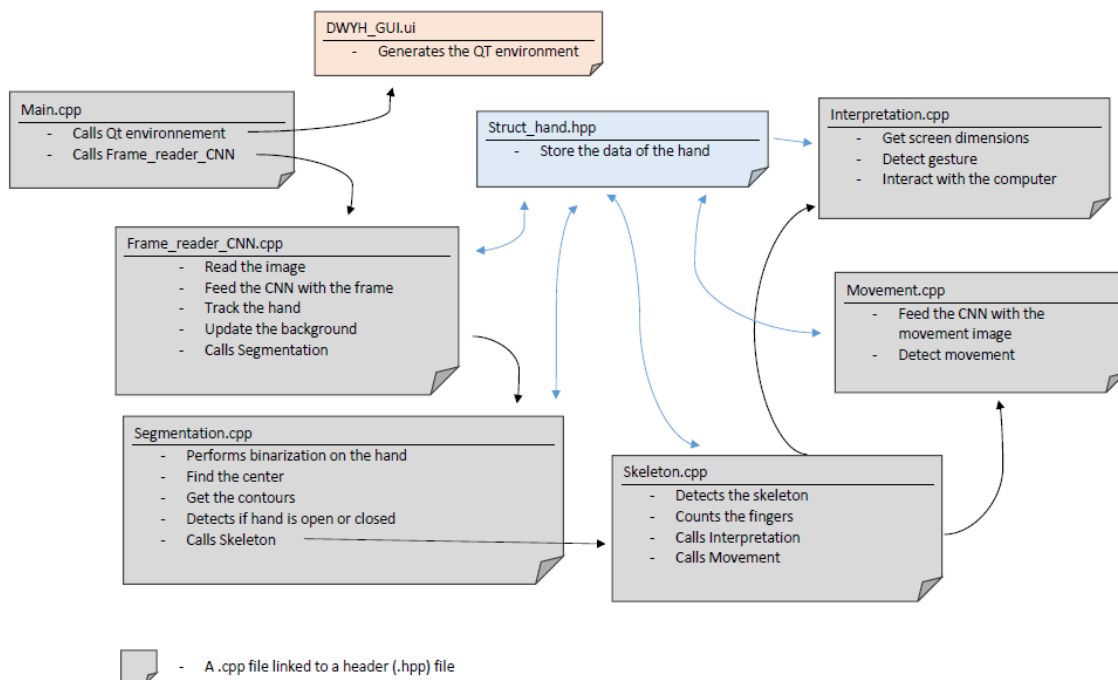 DWYH_GUI.ui
- Generates the QT environment
Main.cpp
- Calls Qt environnement
- Calls Frame_reader_CNN
Struct_hand.hpp
- Store the data of the hand
Interpretation.cpp
- Get screen dimensions
- Detect gesture
- Interact with the computer
Frame_reader_CNN.cpp
- Read the image
- Feed the CNN with the frame
- Track the hand
- Update the background
- Calls Segmentation
Movement.cpp
- Feed the CNN with the
movement image
- Detect movement
Segmentation.cpp
- Performs binarization on the hand
- Find the center
- Get the contours
- Detects if hand is open or closed
- Calls Skeleton
Skeleton.cpp
- Detects the skeleton
- Counts the fingers
- Calls Interpretation
- Calls Movement
- A .cpp file linked to a header (.hpp) file